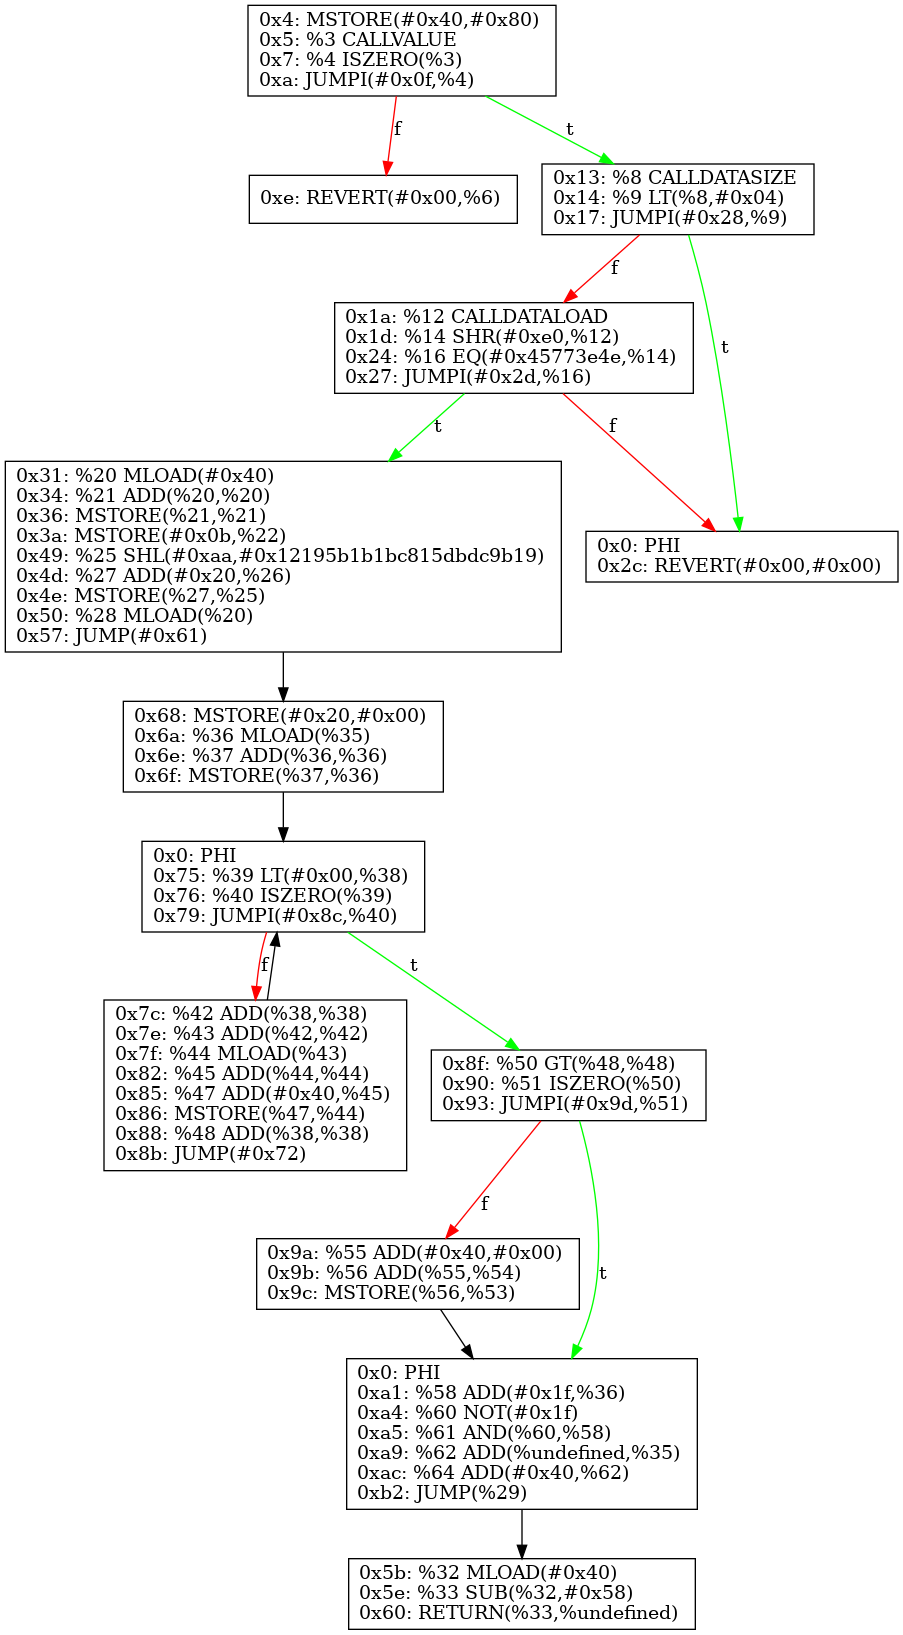 0x4: MSTORE(#0x40,#0x80)
0x5: %3 CALLVALUE
0x7: %4 ISZERO(%3)
0xa: JUMPI(#0x0f,%4)
f
t
0xe: REVERT(#0x00,%6)
0x13: %8 CALLDATASIZE
0x14: %9 LT(%8,#0x04)
0x17: JUMPI(#0x28,%9)
f
t
0x1a: %12 CALLDATALOAD
0x1d: %14 SHR(#0xe0,%12)
0x24: %16 EQ(#0x45773e4e,%14)
0x27: JUMPI(#0x2d,%16)
t
f
0x31: %20 MLOAD(#0x40)
0x34: %21 ADD(%20,%20)
0x36: MSTORE(%21,%21)
0x3a: MSTORE(#0x0b,%22)
0x49: %25 SHL(#0xaa,#0x12195b1b1bc815dbdc9b19)
0x4d: %27 ADD(#0x20,%26)
0x4e: MSTORE(%27,%25)
0x50: %28 MLOAD(%20)
0x57: JUMP(#0x61)
0x0: PHI
0x2c: REVERT(#0x00,#0x00)
0x68: MSTORE(#0x20,#0x00)
0x6a: %36 MLOAD(%35)
0x6e: %37 ADD(%36,%36)
0x6f: MSTORE(%37,%36)
0x0: PHI
0x75: %39 LT(#0x00,%38)
0x76: %40 ISZERO(%39)
0x79: JUMPI(#0x8c,%40)
f
t
0x7c: %42 ADD(%38,%38)
0x7e: %43 ADD(%42,%42)
0x7f: %44 MLOAD(%43)
0x82: %45 ADD(%44,%44)
0x85: %47 ADD(#0x40,%45)
0x86: MSTORE(%47,%44)
0x88: %48 ADD(%38,%38)
0x8b: JUMP(#0x72)
0x8f: %50 GT(%48,%48)
0x90: %51 ISZERO(%50)
0x93: JUMPI(#0x9d,%51)
f
t
0x9a: %55 ADD(#0x40,#0x00)
0x9b: %56 ADD(%55,%54)
0x9c: MSTORE(%56,%53)
0x0: PHI
0xa1: %58 ADD(#0x1f,%36)
0xa4: %60 NOT(#0x1f)
0xa5: %61 AND(%60,%58)
0xa9: %62 ADD(%undefined,%35)
0xac: %64 ADD(#0x40,%62)
0xb2: JUMP(%29)
0x5b: %32 MLOAD(#0x40)
0x5e: %33 SUB(%32,#0x58)
0x60: RETURN(%33,%undefined)